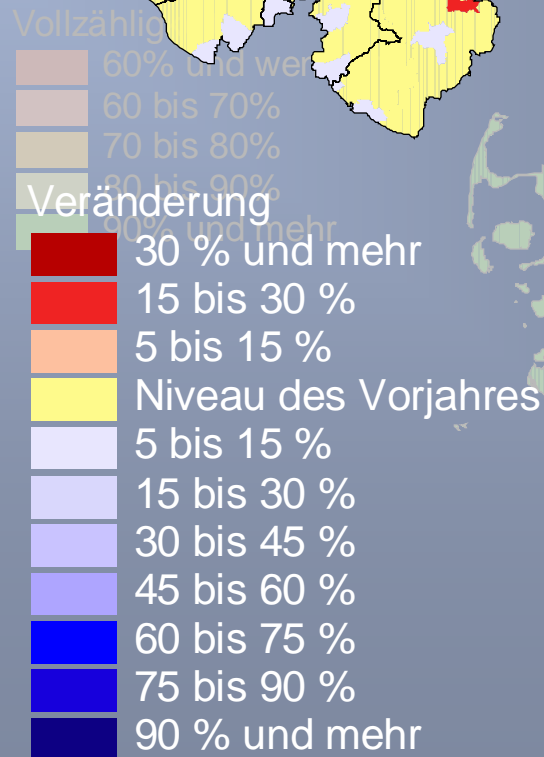 Vollzählig
60% und wer
60 bis 70%
70 bis 80%
80 bis 90%
90% und mehr
Veränderung
30 % und mehr
15 bis 30 %
5 bis 15 %
Niveau des Vorjahres
5 bis 15 %
15 bis 30 %
30 bis 45 %
45 bis 60 %
60 bis 75 %
75 bis 90 %
90 % und mehr